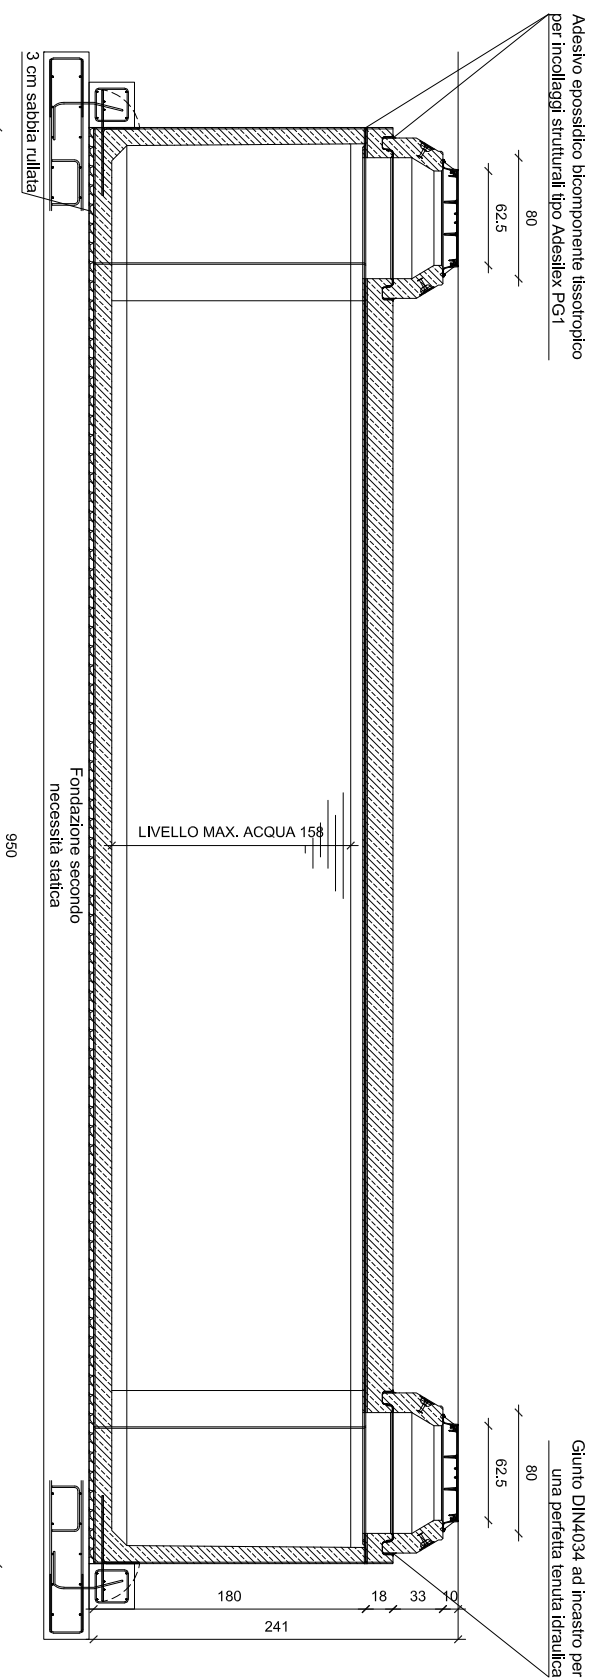 Adesivo epossidico bicomponente tissotropico
per incollaggi strutturali tipo Adesilex PG1
80
62.5
Giunto DIN4034 ad incastro per
una perfetta tenuta idraulica
80
62.5
LIVELLO MAX. ACQUA 158
180
18
33
10
241
3 cm sabbia rullata
Fondazione secondo
necessità statica
950